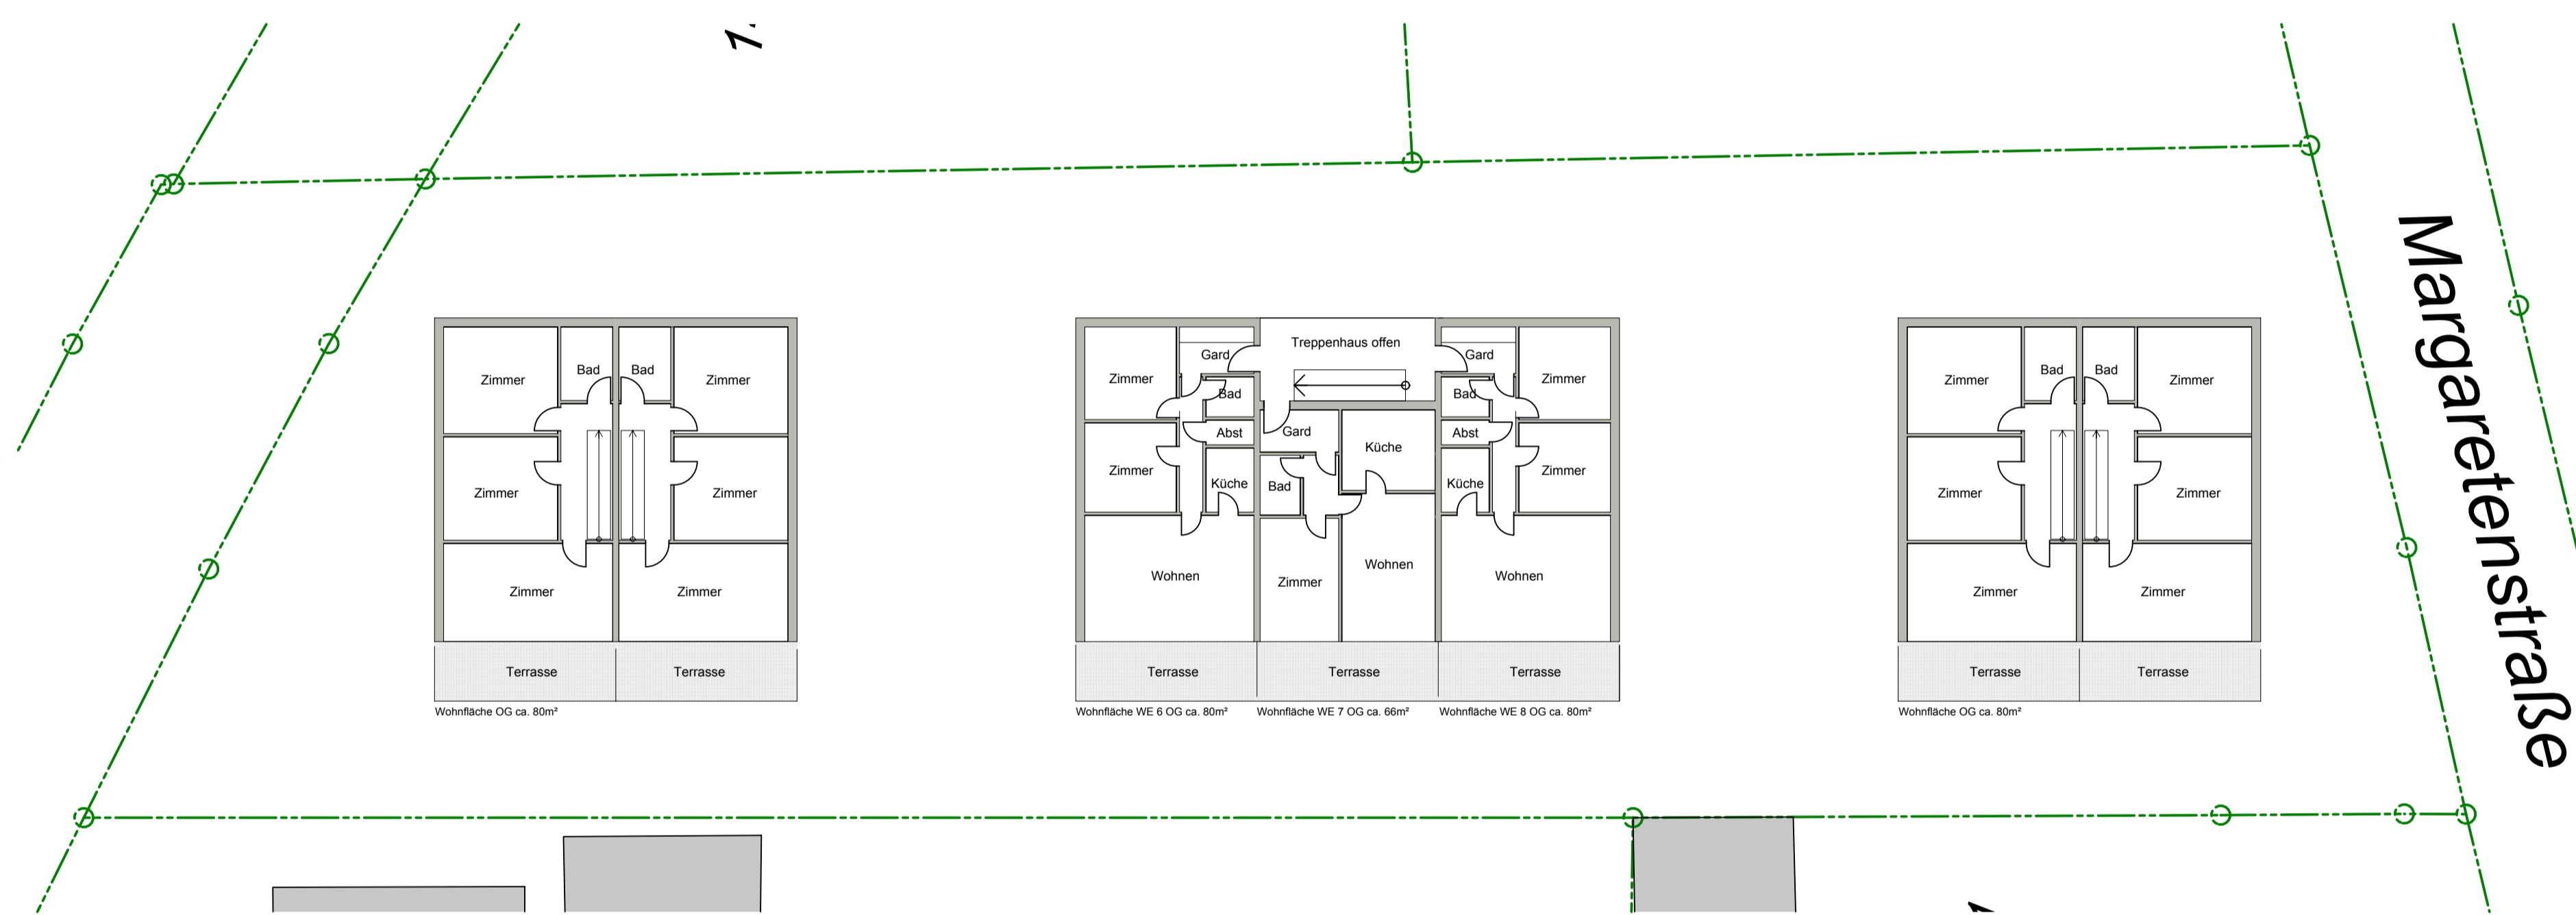 1.
Margaretenstraße
Zimmer
Bad
Bad
Zimmer
Zimmer
Zimmer
Zimmer
Zimmer
Terrasse
Terrasse
Wohnfläche OG ca. 80m²
Treppenhaus offen
Zimmer
Gard
Gard
Zimmer
Bad
Bad
Abst
Gard
Küche
Abst
Zimmer
Küche
Bad
Küche
Zimmer
Wohnen
Zimmer
Wohnen
Wohnen
Terrasse
Terrasse
Terrasse
Wohnfläche WE 6 OG ca. 80m²
Wohnfläche WE 7 OG ca. 66m²
Wohnfläche WE 8 OG ca. 80m²
Zimmer
Bad
Bad
Zimmer
Zimmer
Zimmer
Zimmer
Zimmer
Terrasse
Terrasse
Wohnfläche OG ca. 80m²